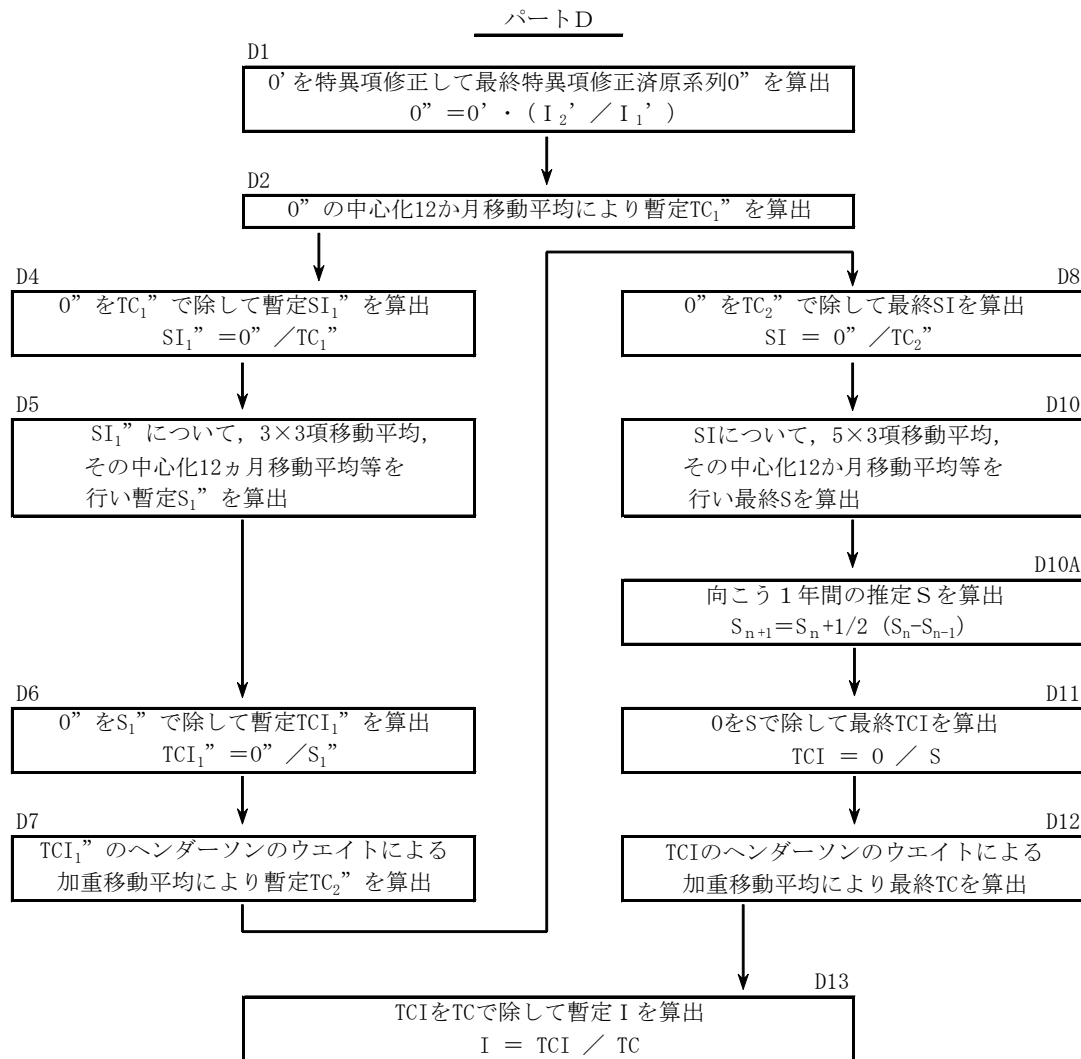 パートD
D1
O'を特異項修正して最終特異項修正済原系列O” を算出
O” ＝O’・（Ｉ₂’／Ｉ₁’）
D2
O” の中心化12か月移動平均により暫定TC₁” を算出
D4
O” をTC₁” で除して暫定SI₁” を算出
SI₁” ＝O” ／TC₁”
D5
SI₁” について，3×3項移動平均，
その中心化12ヵ月移動平均等を
行い暫定S₁” を算出
D6
O” をS₁” で除して暫定TCI₁” を算出
TCI₁” ＝O” ／S₁”
D7
TCI₁” のヘンダーソンのウエイトによる
加重移動平均により暫定TC₂” を算出
D8
O” をTC₂” で除して最終SIを算出
SI = O” ／TC₂”
D10
SIについて，5×3項移動平均，
その中心化12か月移動平均等を
行い最終Sを算出
D10A
向こう１年間の推定Ｓを算出
Sₙ₊₁=Sₙ+1/2 (Sₙ-Sₙ₋₁)
D11
OをSで除して最終TCIを算出
TCI = O ／ S
D12
TCIのヘンダーソンのウエイトによる
加重移動平均により最終TCを算出
D13
TCIをTCで除して暫定Ｉを算出
I = TCI / TC